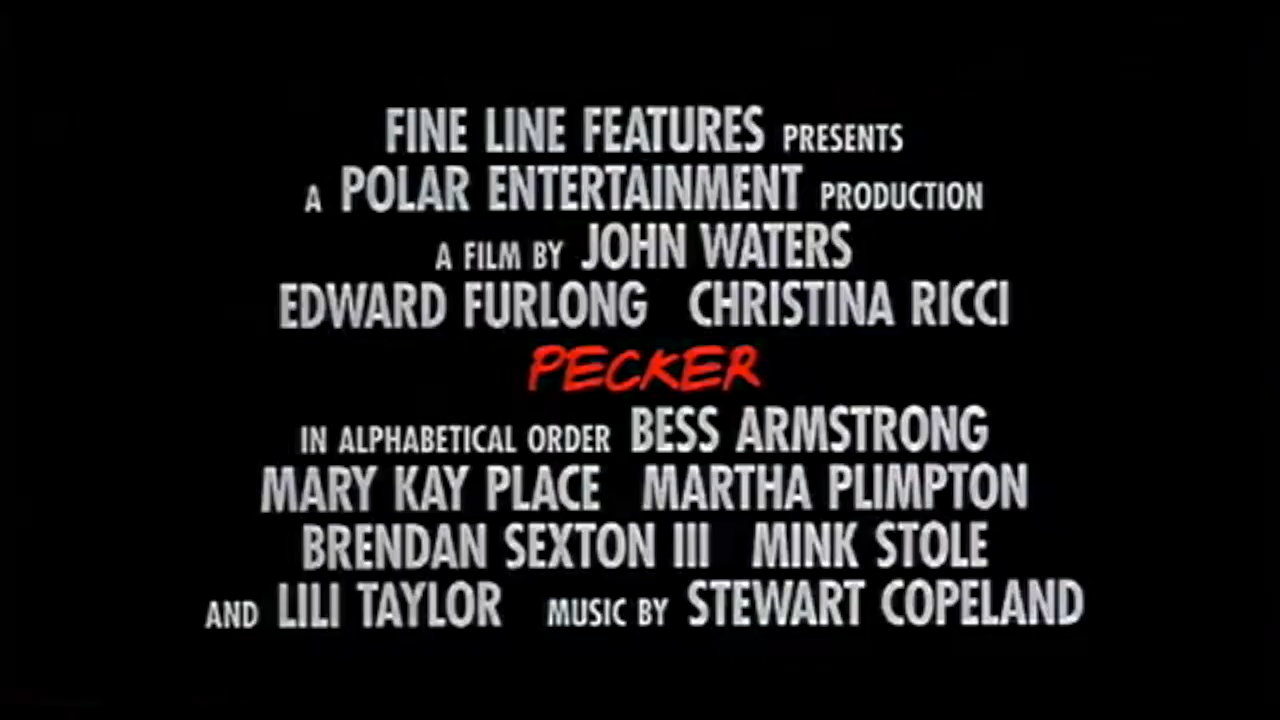 FINE LINE FEATURES PRESENTS
A POLAR ENTERTAINMENT PRODUCTION
A FILM BY JOHN WATERS
EDWARD FURLONG CHRISTINA RICCI
PECKER
IN ALPHABETICAL ORDER BESS ARMSTRONG
MARY KAY PLACE MARTHA PLIMPTON
BRENDAN SEXTON III MINK STOLE
AND LILI TAYLOR MUSIC BY STEWART COPELAND